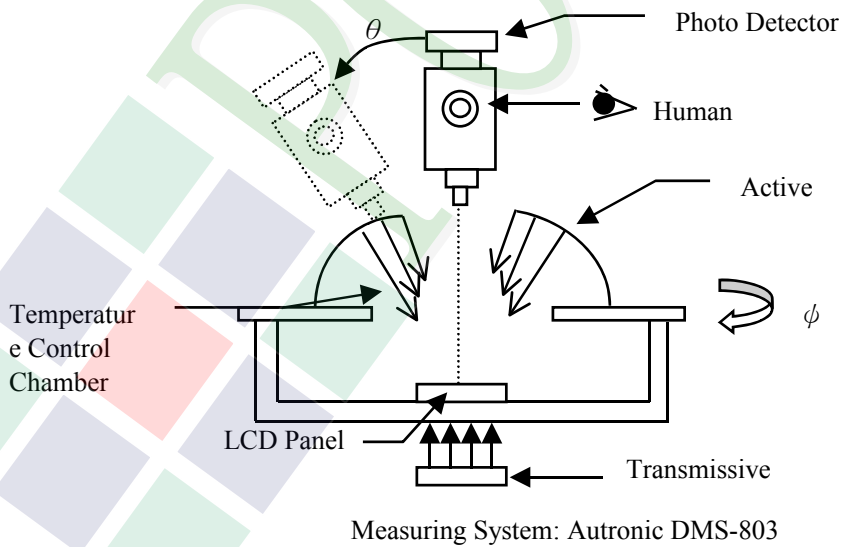 Photo Detector
θ
Human
Active
Temperatur
e Control
Chamber
ϕ
LCD Panel
Transmissive
Measuring System: Autronic DMS-803